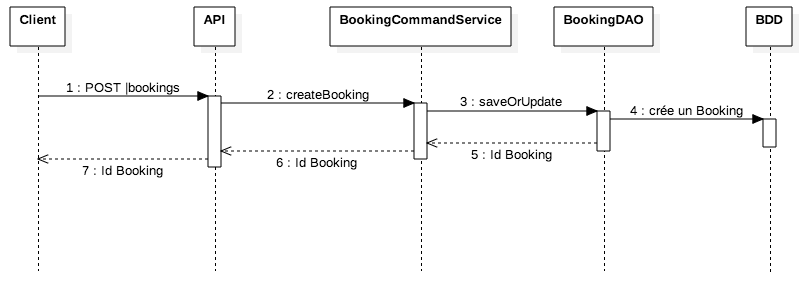 Client
API
BookingCommandService
BookingDAO
BDD
1 : POST |bookings
2 : createBooking
3 : saveOrUpdate
4 : crée un Booking
5 : Id Booking
6 : Id Booking
7 : Id Booking